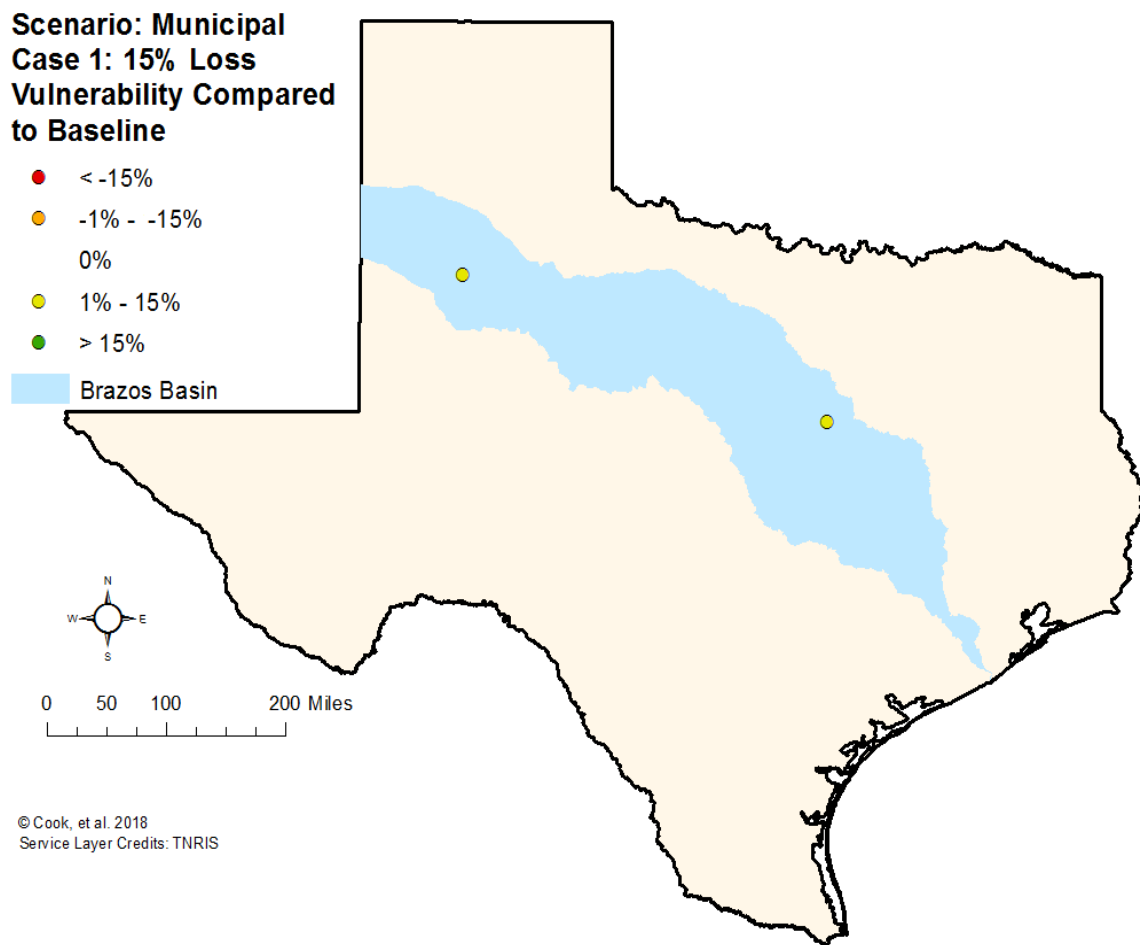 Scenario: Municipal
Case 1: 15% Loss
Vulnerability Compared
to Baseline
< -15%
-1% - -15%
0%
1% - 15%
> 15%
Brazos Basin
N
W E
S
0 50 100 200 Miles
© Cook, et al. 2018
Service Layer Credits: TNRIS